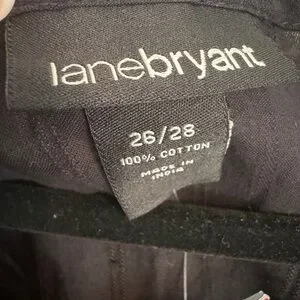 lanebryant
26/28
100% COTTON
MADE IN
INDIA